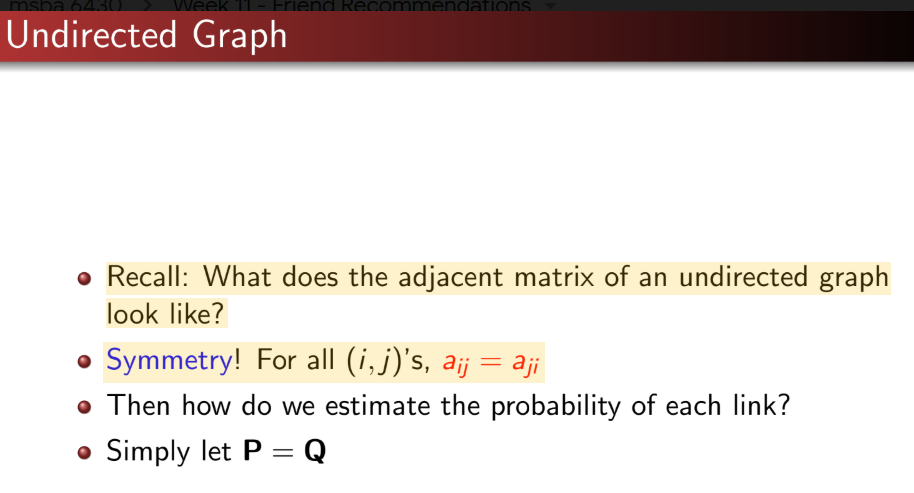 msba 6430 > Week 11 - Friend Recommendations
Undirected Graph
Recall: What does the adjacent matrix of an undirected graph
look like?
Symmetry! For all (i, j)'s, a_{ij} = a_{ji}
Then how do we estimate the probability of each link?
Simply let P = Q